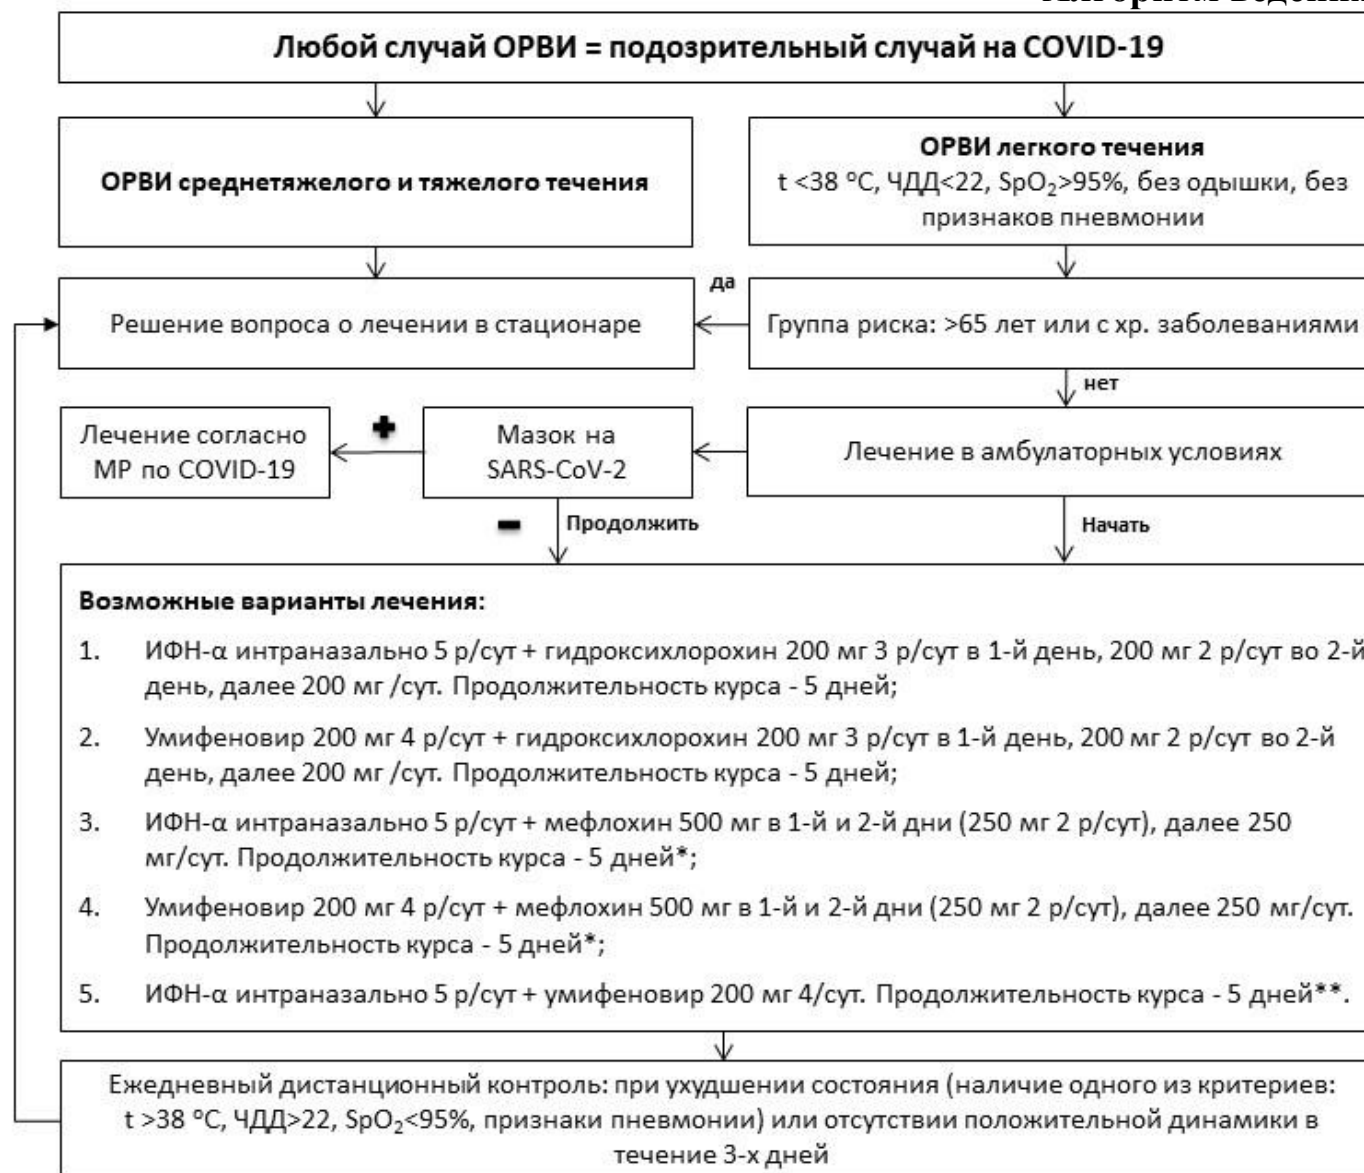 Алгоритм ведения
Любой случай ОРВИ = подозрительный случай на COVID-19
ОРВИ среднетяжелого и тяжелого течения
ОРВИ легкого течения
t <38 ºС, ЧДД<22, SpO₂>95%, без одышки, без
признаков пневмонии
Решение вопроса о лечении в стационаре
да
Группа риска: >65 лет или с хр. заболеваниями
нет
Лечение согласно
МР по COVID-19
+
Мазок на
SARS-CoV-2
Лечение в амбулаторных условиях
-
Продолжить
Начать
Возможные варианты лечения:
1. ИФН-α интраназально 5 р/сут + гидроксихлорохин 200 мг 3 р/сут в 1-й день, 200 мг 2 р/сут во 2-й
день, далее 200 мг /сут. Продолжительность курса - 5 дней;
2. Умифеновир 200 мг 4 р/сут + гидроксихлорохин 200 мг 3 р/сут в 1-й день, 200 мг 2 р/сут во 2-й
день, далее 200 мг /сут. Продолжительность курса - 5 дней;
3. ИФН-α интраназально 5 р/сут + мефлохин 500 мг в 1-й и 2-й дни (250 мг 2 р/сут), далее 250
мг/сут. Продолжительность курса - 5 дней*;
4. Умифеновир 200 мг 4 р/сут + мефлохин 500 мг в 1-й и 2-й дни (250 мг 2 р/сут), далее 250 мг/сут.
Продолжительность курса - 5 дней*;
5. ИФН-α интраназально 5 р/сут + умифеновир 200 мг 4/сут. Продолжительность курса - 5 дней**.
Ежедневный дистанционный контроль: при ухудшении состояния (наличие одного из критериев:
t >38 ºС, ЧДД>22, SpO₂<95%, признаки пневмонии) или отсутствии положительной динамики в
течение 3-х дней